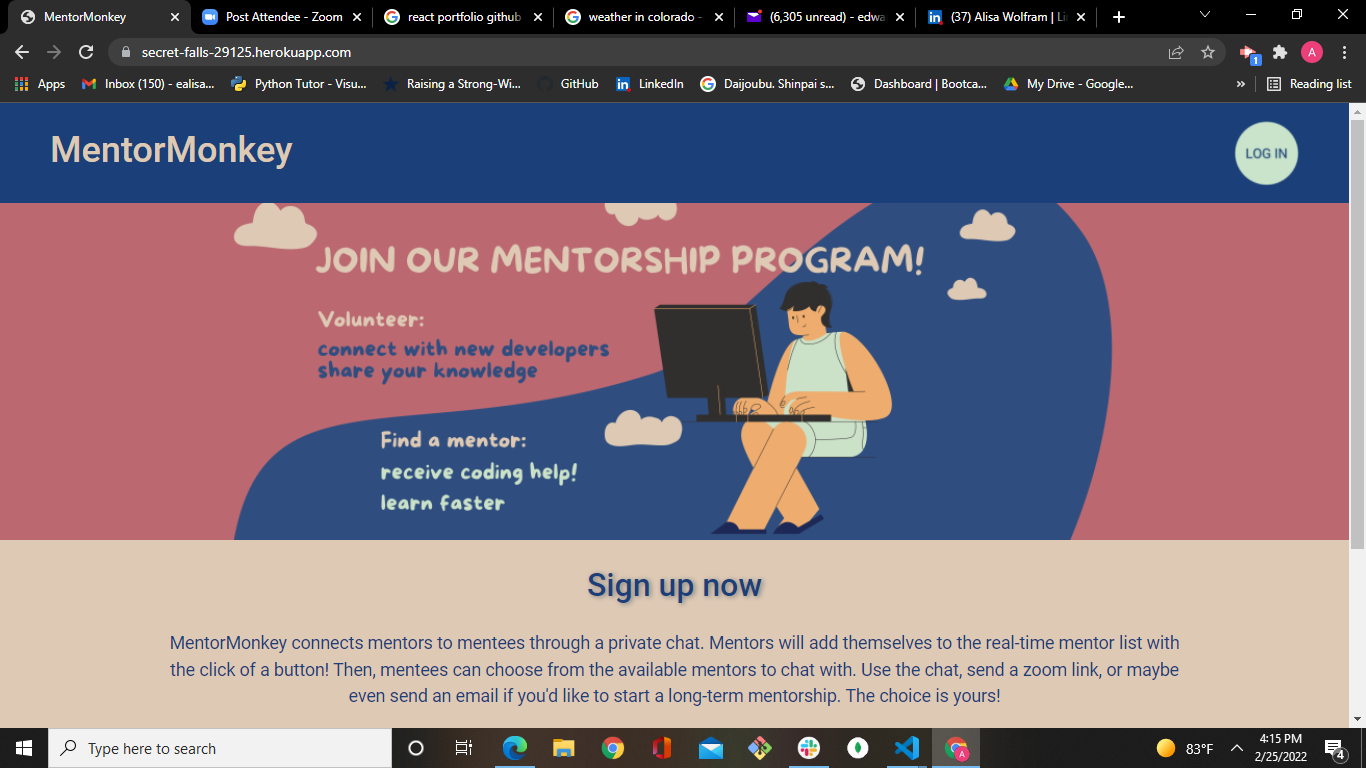 MentorMonkey
Post Attendee - Zoom
react portfolio github
weather in colorado -
(6,305 unread) - edwa
(37) Alisa Wolfram | Li
secret-falls-29125.herokuapp.com
A
1
Apps
Inbox (150) - ealisa...
Python Tutor - Visu...
Raising a Strong-Wi...
GitHub
LinkedIn
Daijoubu. Shinpai s...
Dashboard | Bootca...
My Drive - Google...
»
Reading list
MentorMonkey
LOG IN
JOIN OUR MENTORSHIP PROGRAM!
Volunteer:
connect with new developers
share your knowledge
Find a mentor:
receive coding help!
learn faster
Sign up now
MentorMonkey connects mentors to mentees through a private chat. Mentors will add themselves to the real-time mentor list with
the click of a button! Then, mentees can choose from the available mentors to chat with. Use the chat, send a zoom link, or maybe
even send an email if you'd like to start a long-term mentorship. The choice is yours!
Type here to search
A
83°F
4:15 PM
2/25/2022
4